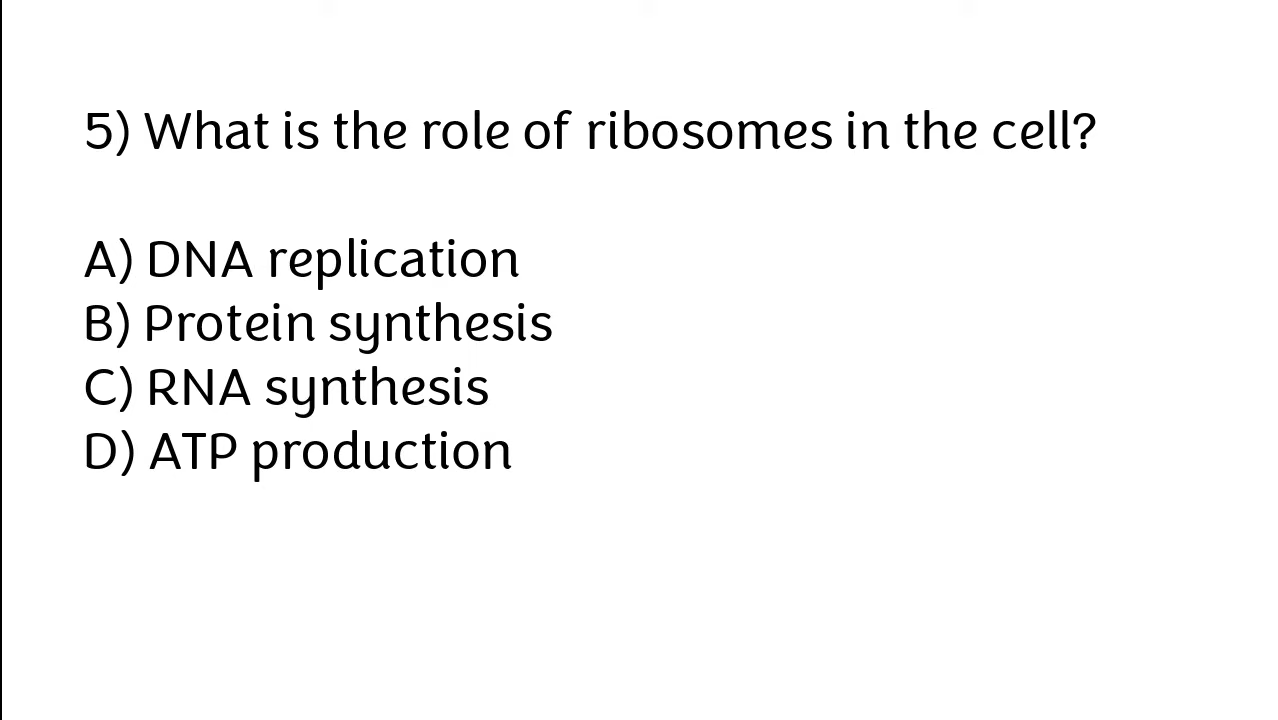 5) What is the role of ribosomes in the cell?
A) DNA replication
B) Protein synthesis
C) RNA synthesis
D) ATP production